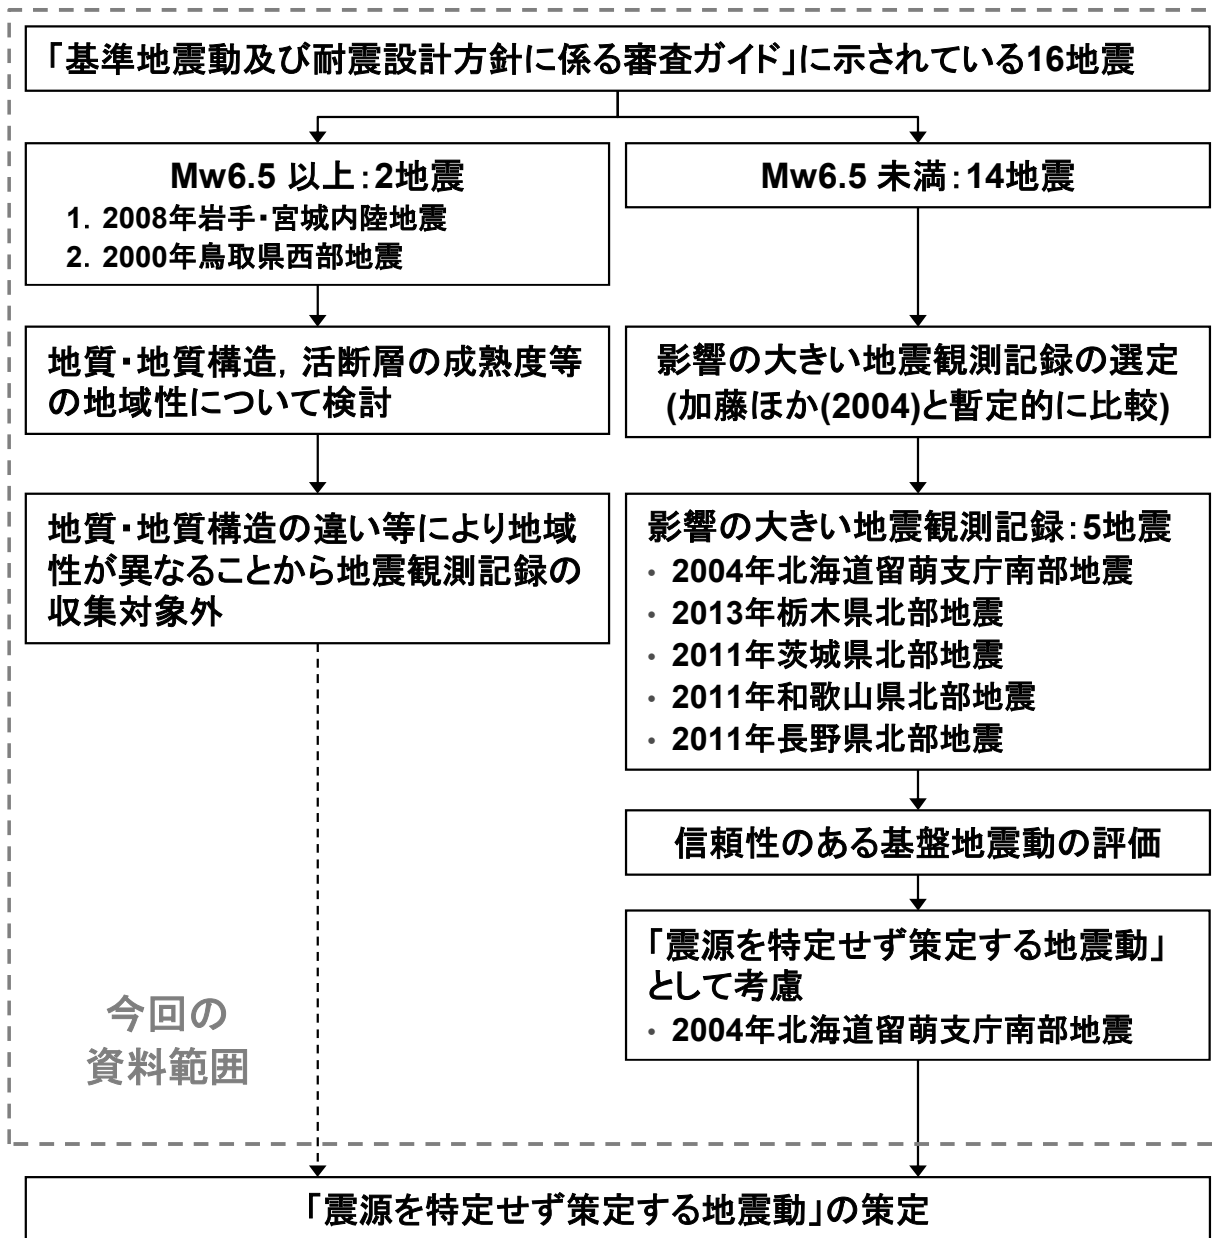 「基準地震動及び耐震設計方針に係る審査ガイド」に示されている16地震
Mw6.5 以上：2地震
1. 2008年岩手・宮城内陸地震
2. 2000年鳥取県西部地震
地質・地質構造，活断層の成熟度等
の地域性について検討
地質・地質構造の違い等により地域
性が異なることから地震観測記録の
収集対象外
Mw6.5 未満：14地震
影響の大きい地震観測記録の選定
(加藤ほか(2004)と暫定的に比較)
影響の大きい地震観測記録：5地震
・ 2004年北海道留萌支庁南部地震
・ 2013年栃木県北部地震
・ 2011年茨城県北部地震
・ 2011年和歌山県北部地震
・ 2011年長野県北部地震
信頼性のある基盤地震動の評価
「震源を特定せず策定する地震動」
として考慮
・ 2004年北海道留萌支庁南部地震
今回の
資料範囲
「震源を特定せず策定する地震動」の策定